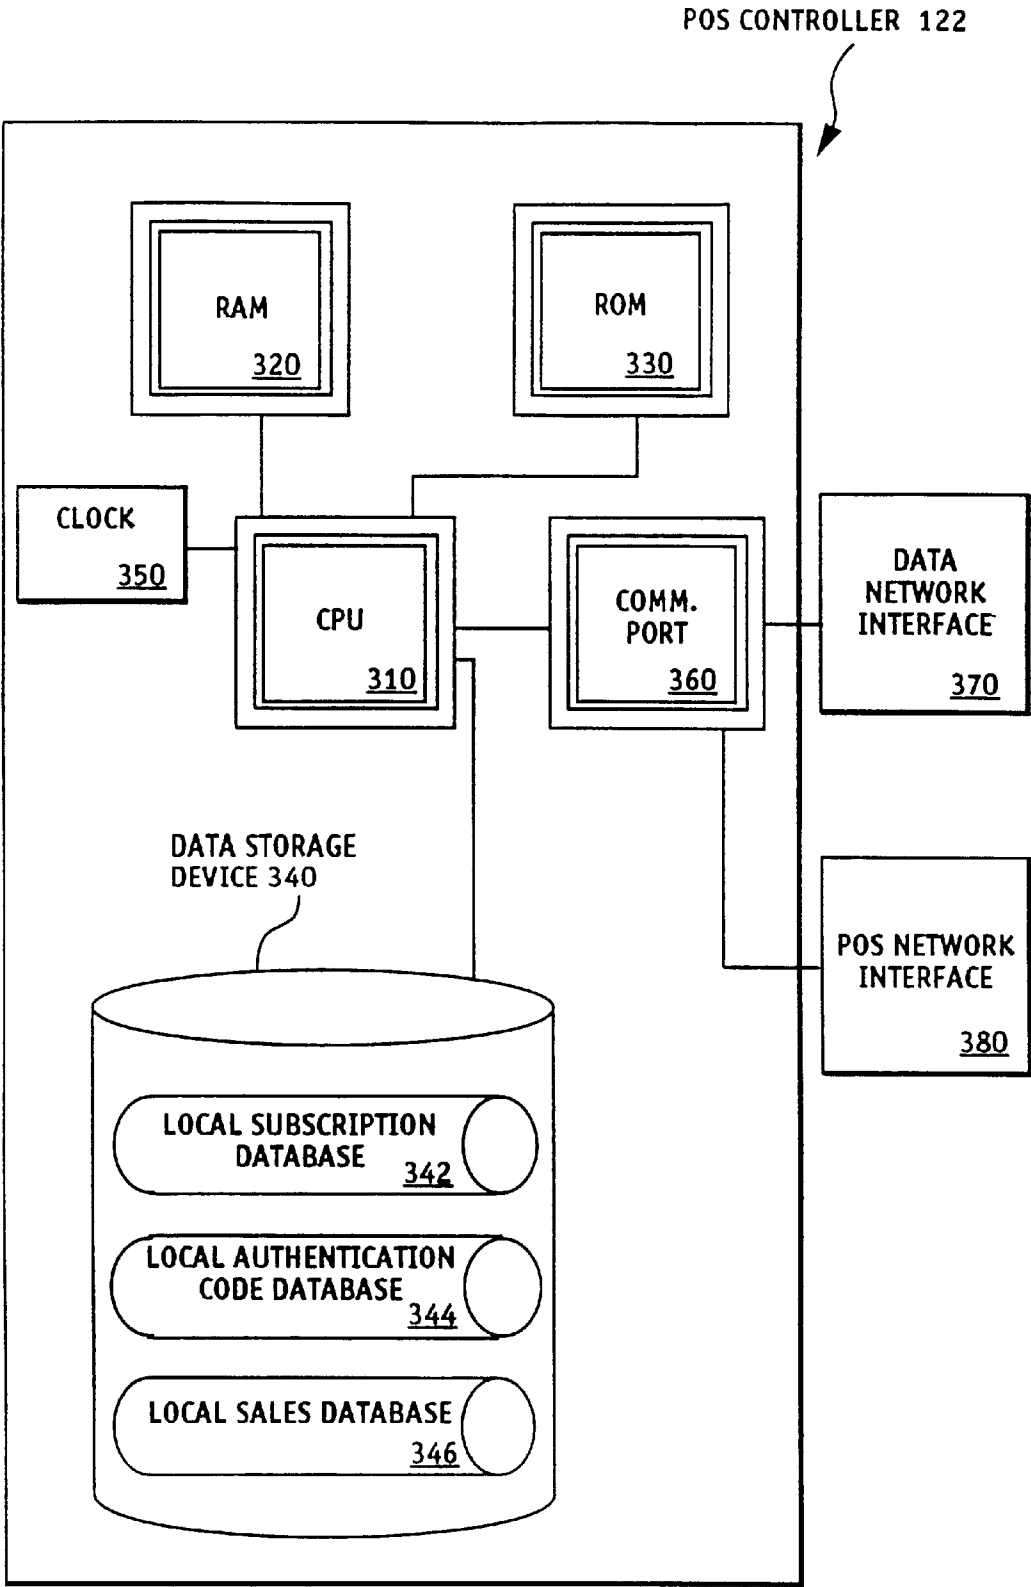 POS CONTROLLER 122
RAM
320
ROM
330
CLOCK
350
CPU
310
COMM.
PORT
360
DATA
NETWORK
INTERFACE
370
DATA STORAGE
DEVICE 340
POS NETWORK
INTERFACE
380
LOCAL SUBSCRIPTION
DATABASE
342
LOCAL AUTHENTICATION
CODE DATABASE
344
LOCAL SALES DATABASE
346